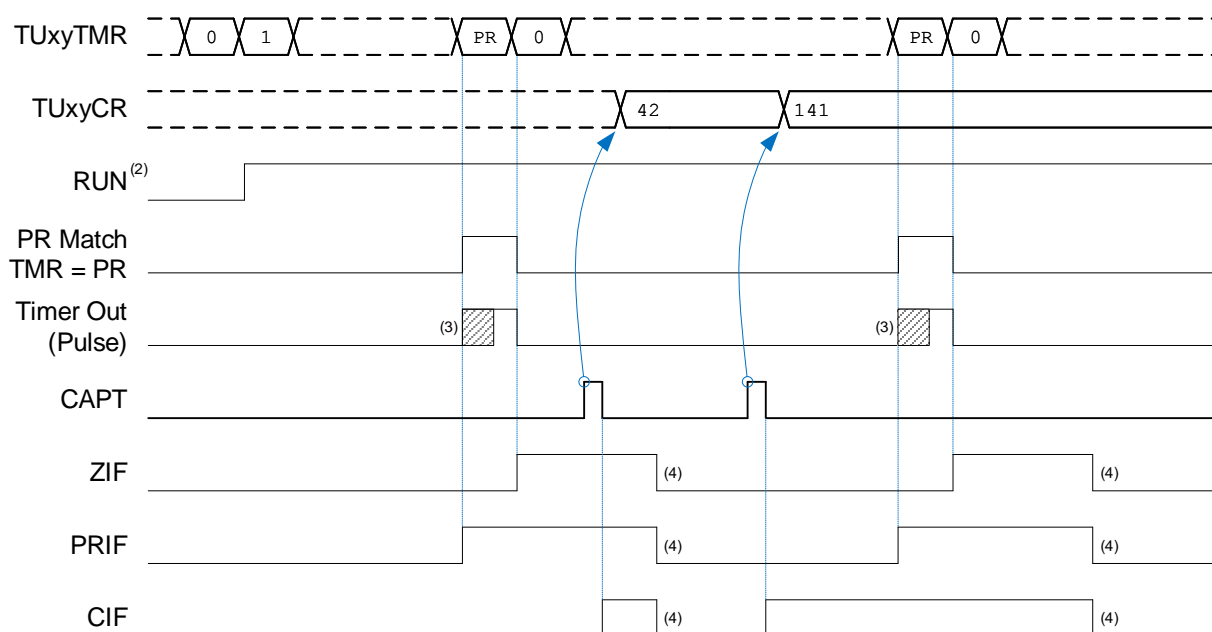 TUxyTMR 0 1 PR 0 PR 0
TUxyCR 42 141
RUN (2)
PR Match
TMR = PR
Timer Out
(Pulse) (3) (3)
CAPT
ZIF (4) (4)
PRIF (4) (4)
CIF (4) (4)